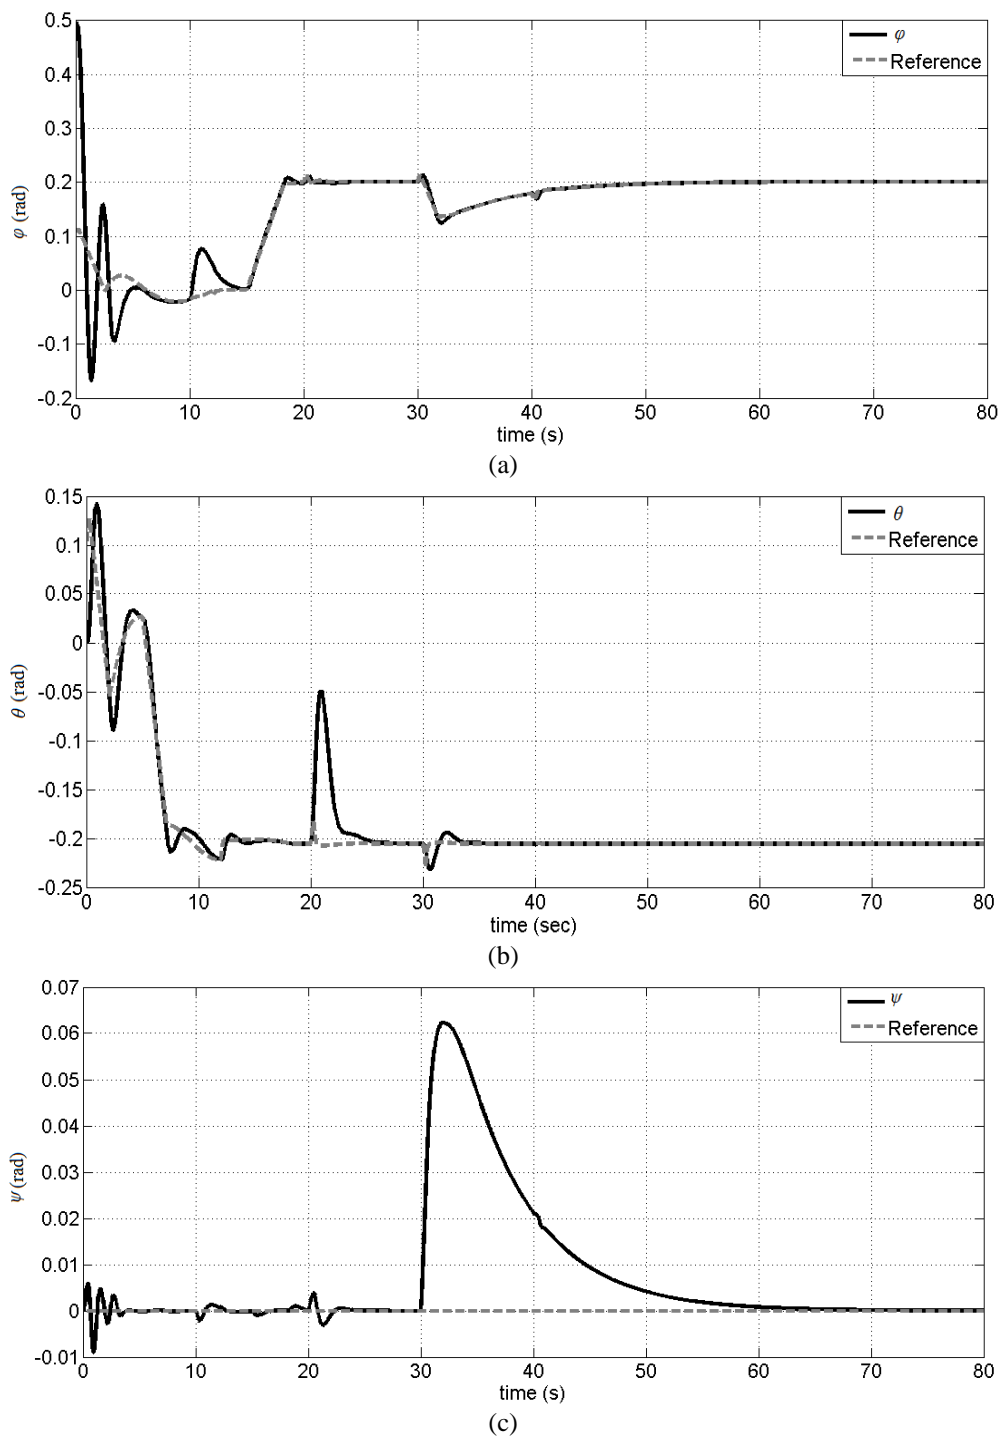 0.5
0.4
0.3
0.2
0.1
0
-0.1
-0.2
φ (rad)
φ
Reference
0 10 20 30 40 50 60 70 80
time (s)
(a)
0.15
0.1
0.05
0
-0.05
-0.1
-0.15
-0.2
-0.25
θ (rad)
θ
Reference
0 10 20 30 40 50 60 70 80
time (sec)
(b)
0.07
0.06
0.05
0.04
0.03
0.02
0.01
0
-0.01
ψ (rad)
ψ
Reference
0 10 20 30 40 50 60 70 80
time (s)
(c)